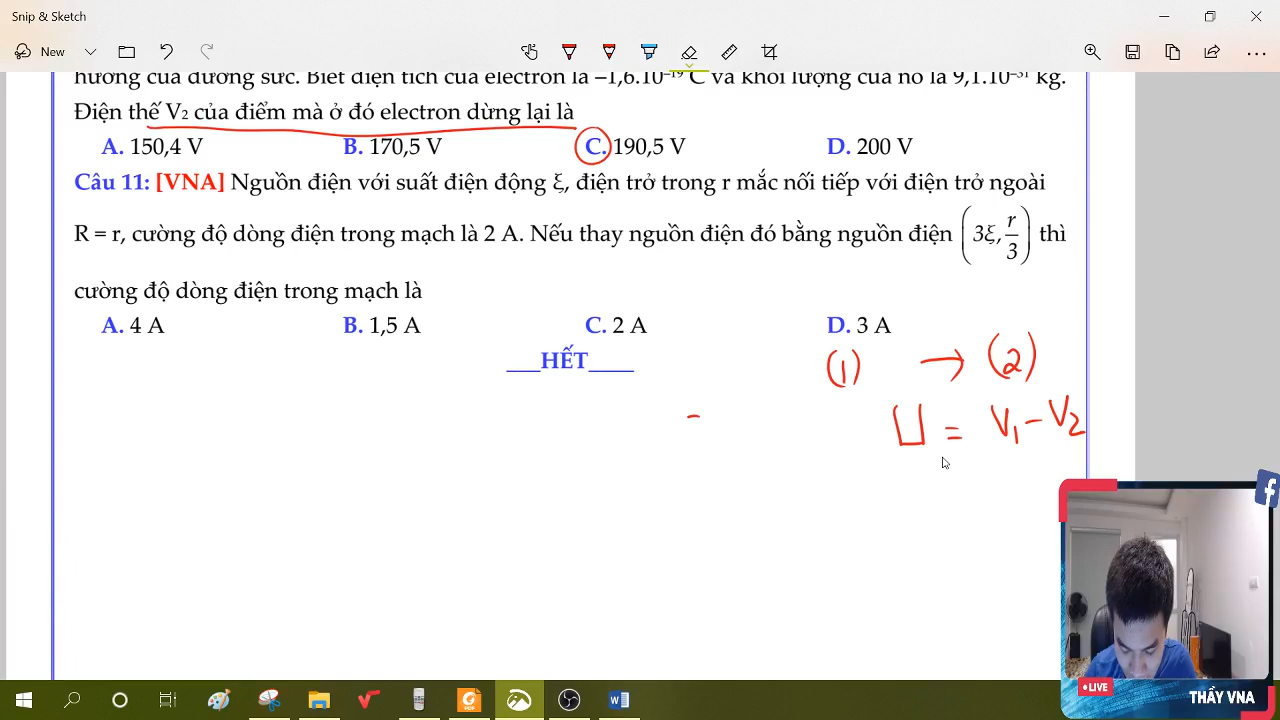 Snip & Sketch
New
hướng của đường sức. Biết điện tích của electron là –1,6.10⁻¹⁹ C và khối lượng của nó là 9,1.10⁻³¹ kg.
Điện thế V₂ của điểm mà ở đó electron dừng lại là
A. 150,4 V B. 170,5 V C. 190,5 V D. 200 V
Câu 11: [VNA] Nguồn điện với suất điện động ξ, điện trở trong r mắc nối tiếp với điện trở ngoài
R = r, cường độ dòng điện trong mạch là 2 A. Nếu thay nguồn điện đó bằng nguồn điện (3ξ, r/3) thì
cường độ dòng điện trong mạch là
A. 4 A B. 1,5 A C. 2 A D. 3 A
___HẾT____
(1) → (2)
U = V₁ – V₂
LIVE
THẦY VNA